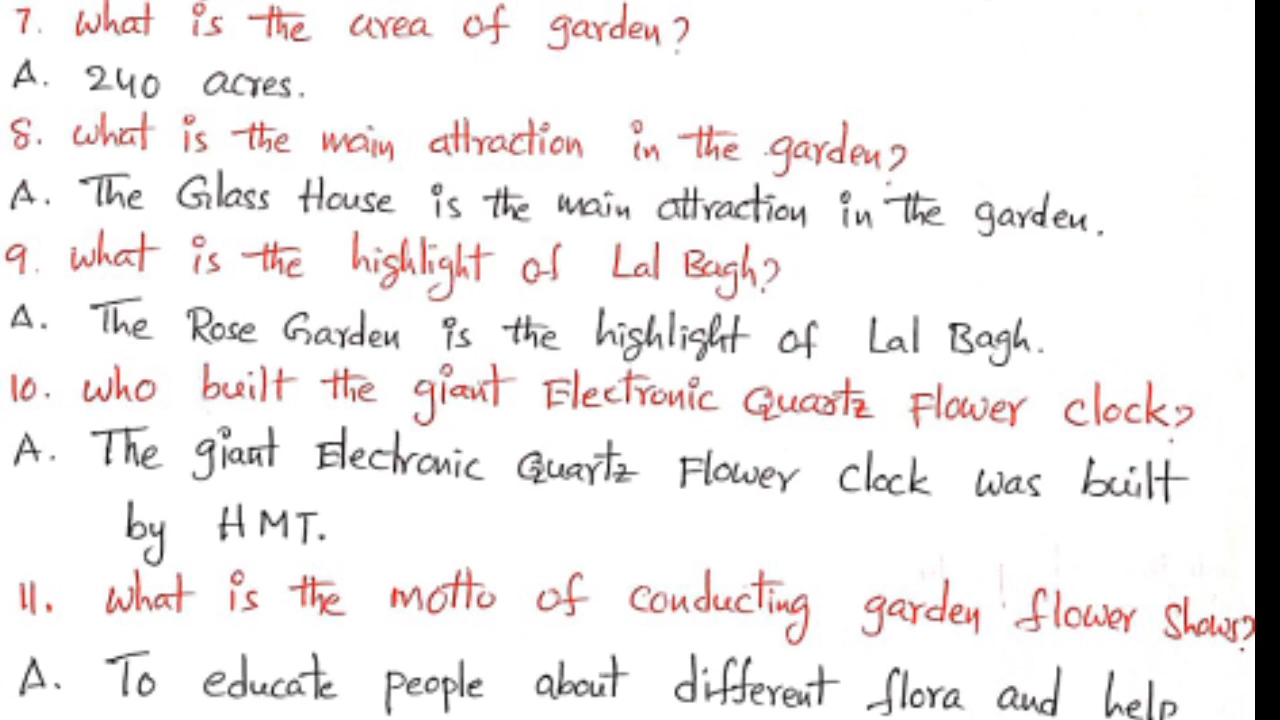 7. what is the area of garden?
A. 240 acres.
8. what is the main attraction in the garden?
A. The Glass House is the main attraction in the garden.
9. what is the highlight of Lal Bagh?
A. The Rose Garden is the highlight of Lal Bagh.
10. who built the giant Electronic Quartz Flower clock?
A. The giant Electronic Quartz Flower clock was built
by HMT.
11. what is the motto of conducting garden flower shows?
A. To educate people about different flora and help